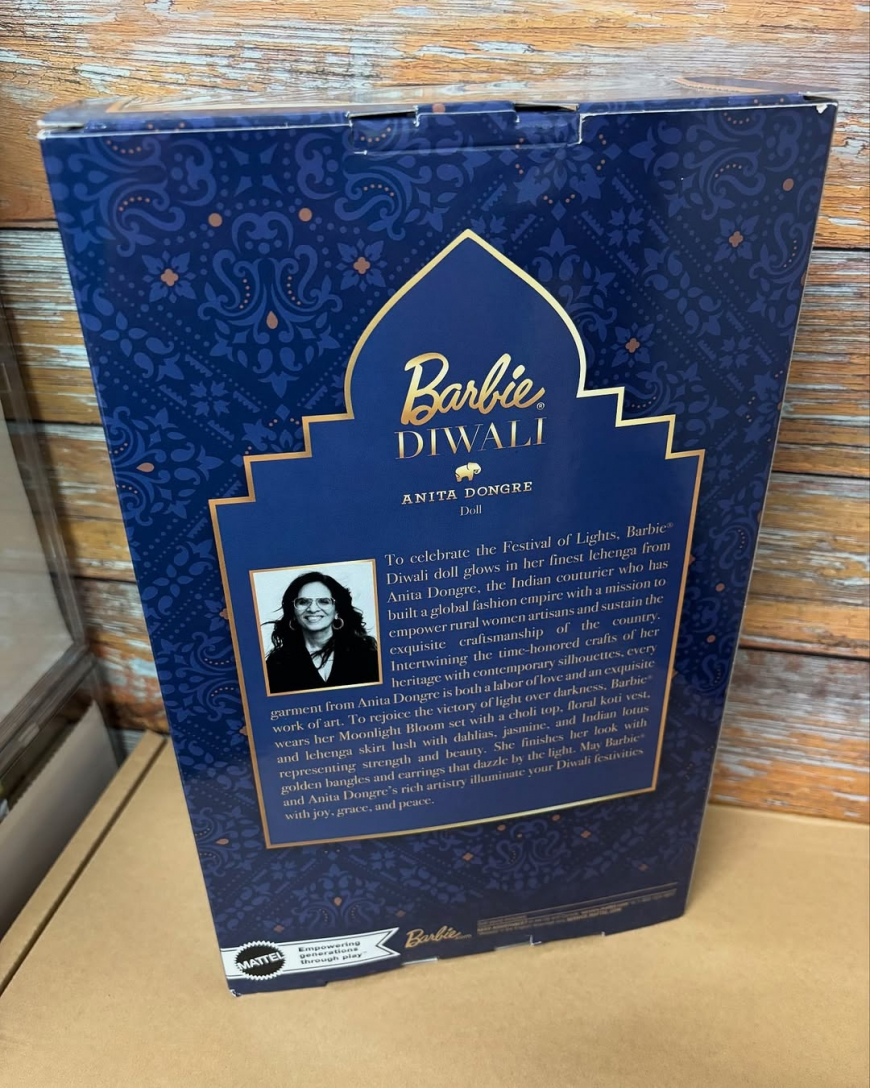 Barbie®
DIWALI
ANITA DONGRE
Doll
To celebrate the Festival of Lights, Barbie®
Diwali doll glows in her finest lehenga from
Anita Dongre, the Indian couturier who has
built a global fashion empire with a mission to
empower rural women artisans and sustain the
exquisite craftsmanship of the country.
Intertwining the time-honored crafts of her
heritage with contemporary silhouettes, every
garment from Anita Dongre is both a labor of love and an exquisite
work of art. To rejoice the victory of light over darkness, Barbie®
wears her Moonlight Bloom set with a choli top, floral koti vest,
and lehenga skirt lush with dahlias, jasmine, and Indian lotus
representing strength and beauty. She finishes her look with
golden bangles and earrings that dazzle by the light. May Barbie®
and Anita Dongre's rich artistry illuminate your Diwali festivities
with joy, grace, and peace.
MATTEL
Empowering
generations
through play™
Barbie